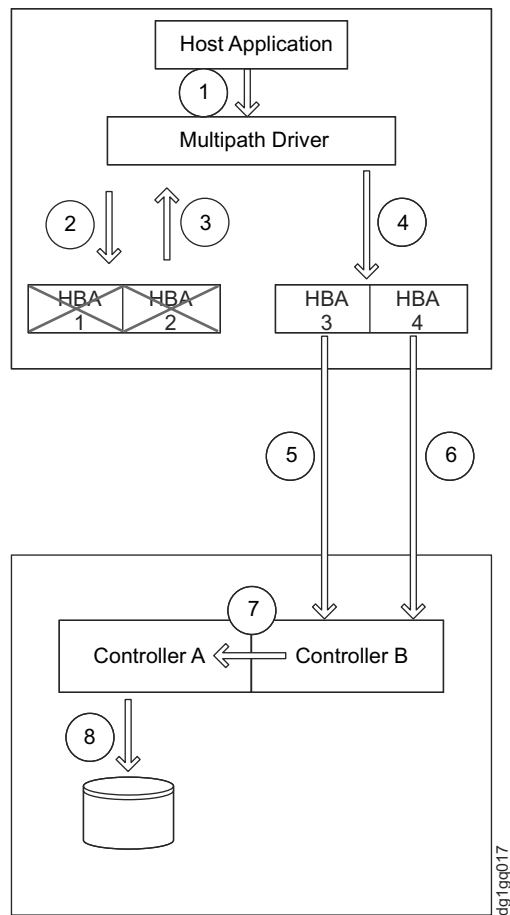 Host Application
1
Multipath Driver
2
3
4
HBA
1
HBA
2
HBA
3
HBA
4
5
6
7
Controller A
Controller B
8
dg1gq017